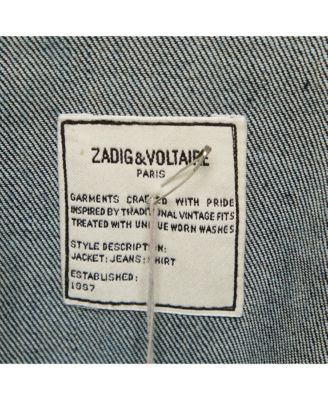 ZADIG&VOLTAIRE
PARIS
GARMENTS CRAFTED WITH PRIDE
INSPIRED BY TRADITIONAL VINTAGE FITS
TREATED WITH UNIQUE WORN WASHES
STYLE DESCRIPTION:
JACKET: JEANS: SHIRT
ESTABLISHED:
1997